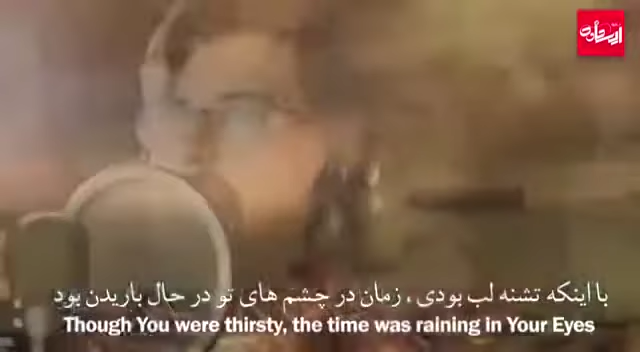 ایستاده
با اینکه تشنه لب بودی ، زمان در چشم های تو در حال باریدن بود
Though You were thirsty, the time was raining in Your Eyes